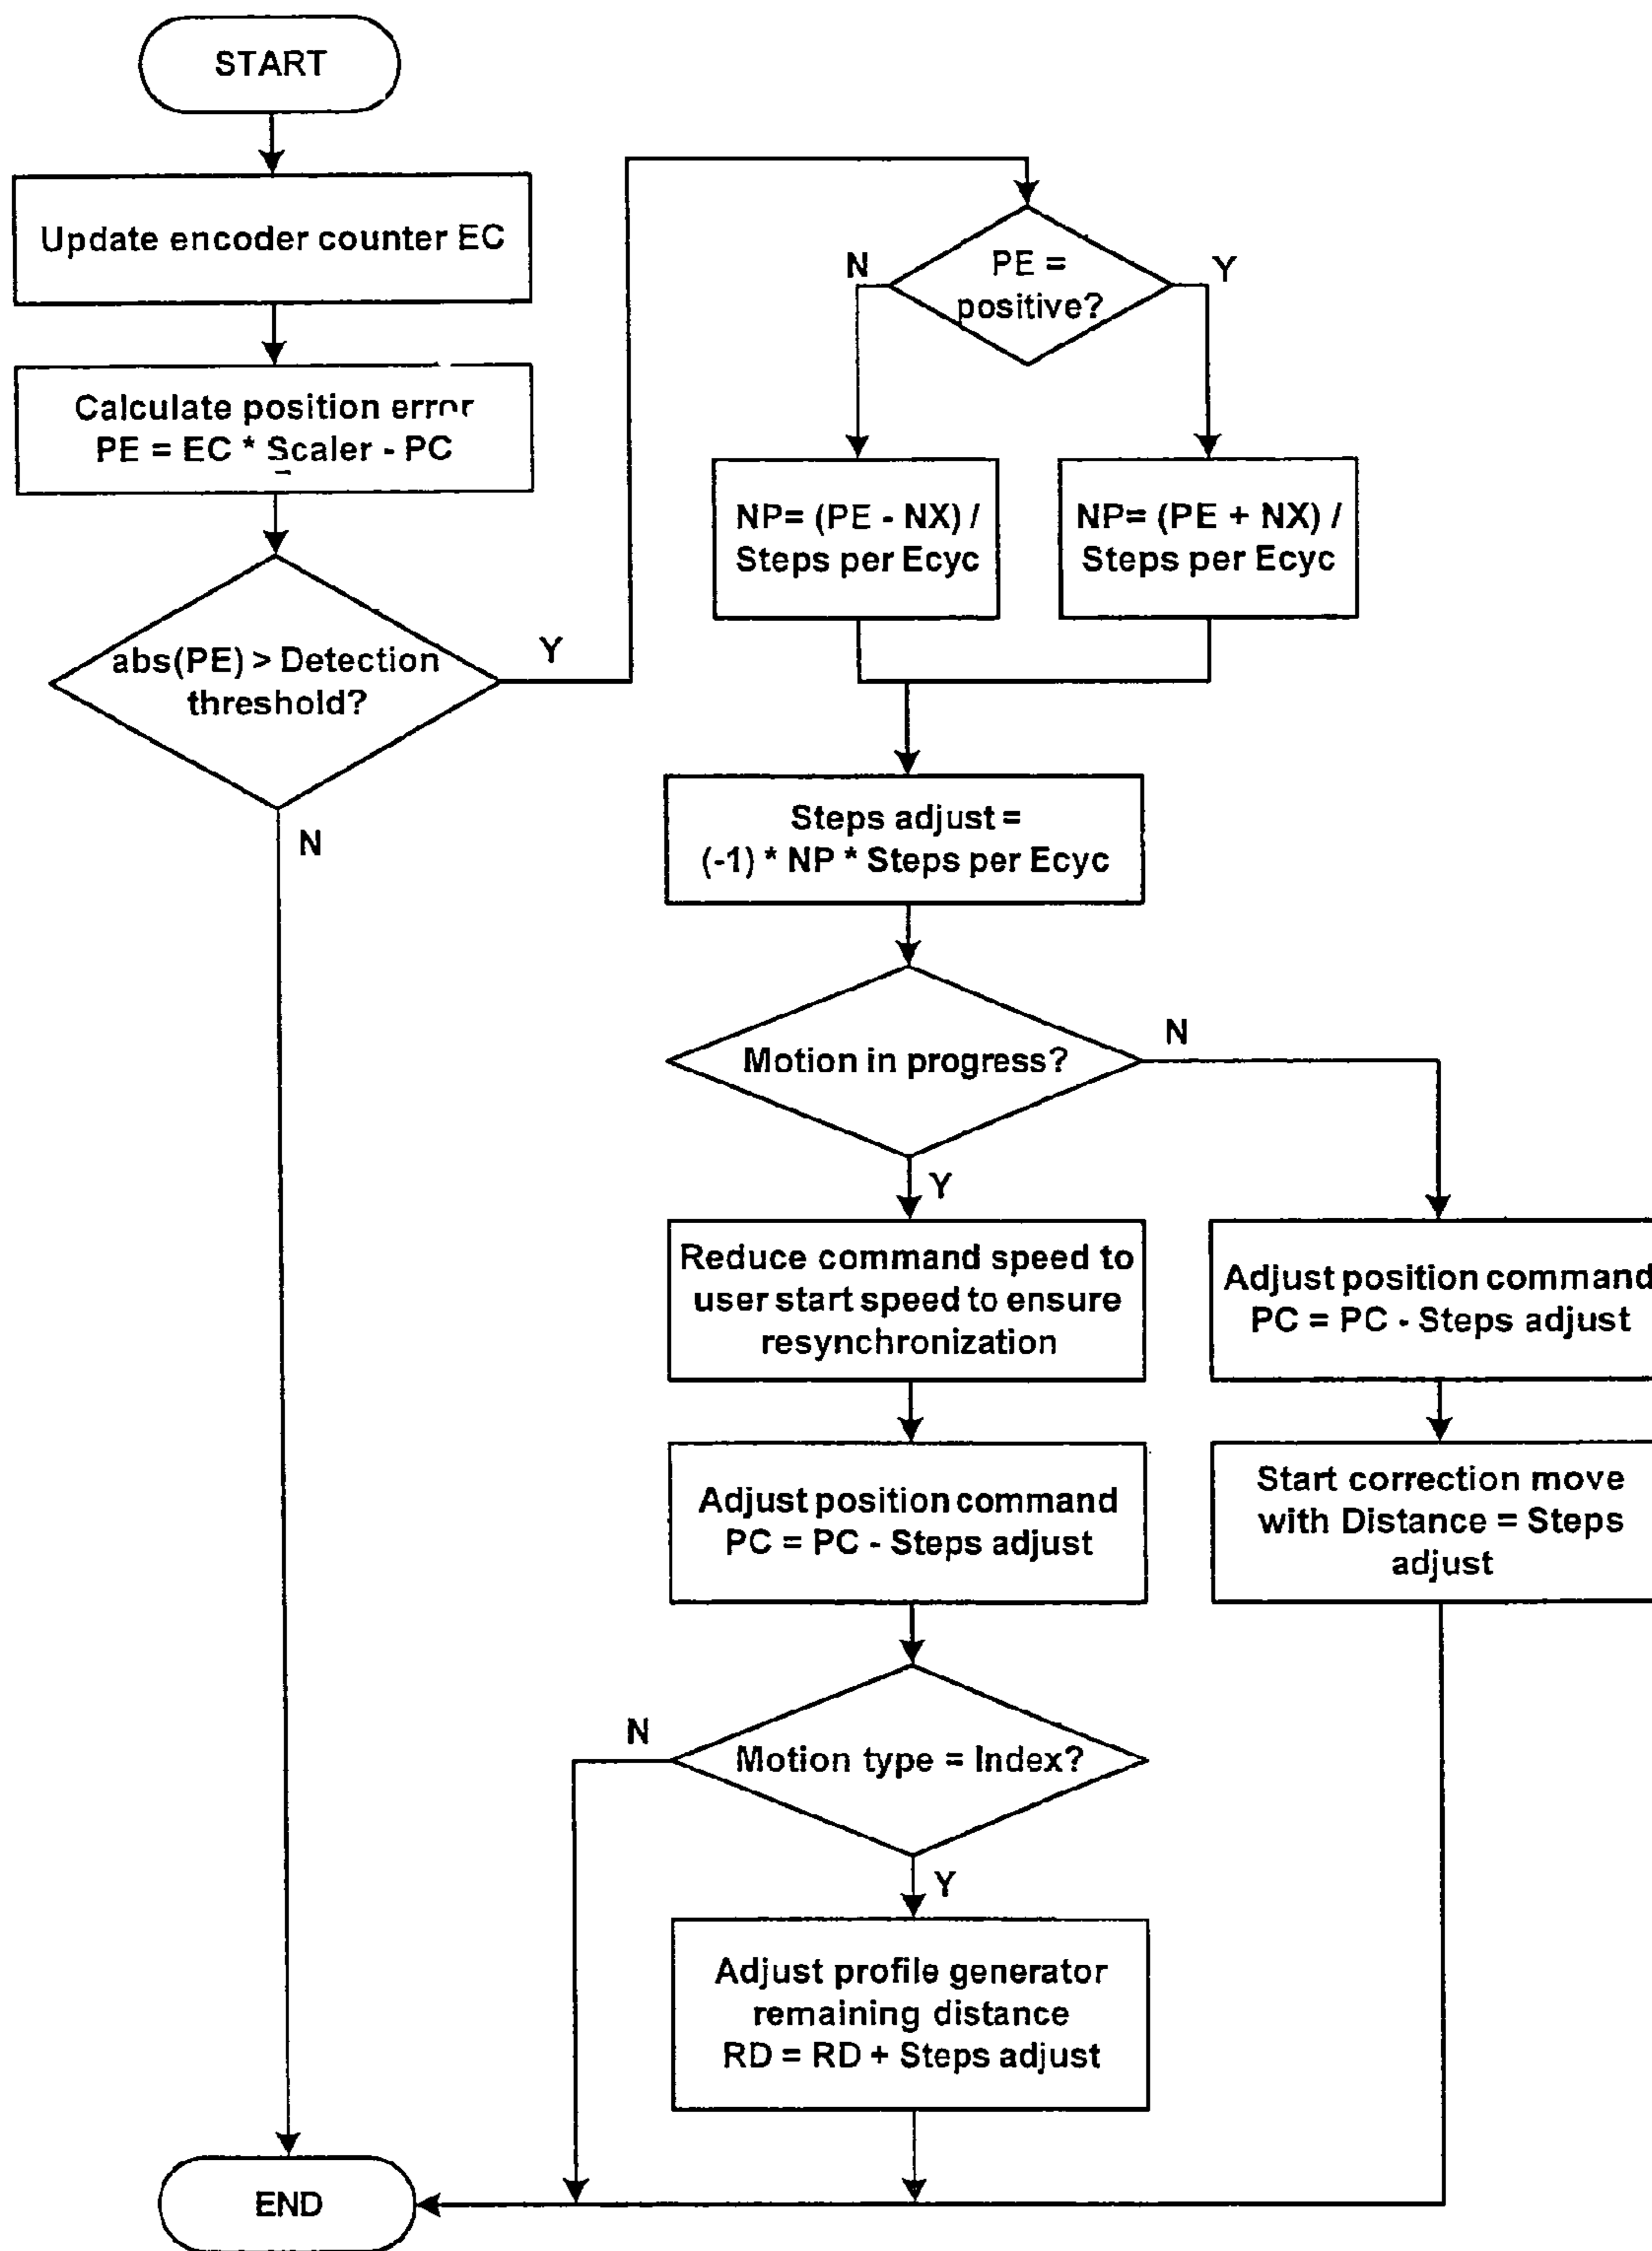 START
Update encoder counter EC
Calculate position error
PE = EC * Scaler - PC
abs(PE) > Detection
threshold?
Y
N
PE =
positive?
N
Y
NP= (PE - NX) /
Steps per Ecyc
NP= (PE + NX) /
Steps per Ecyc
Steps adjust =
(-1) * NP * Steps per Ecyc
Motion in progress?
N
Y
Reduce command speed to
user start speed to ensure
resynchronization
Adjust position command
PC = PC - Steps adjust
Adjust position command
PC = PC - Steps adjust
Start correction move
with Distance = Steps
adjust
Motion type = Index?
N
Y
Adjust profile generator
remaining distance
RD = RD + Steps adjust
END